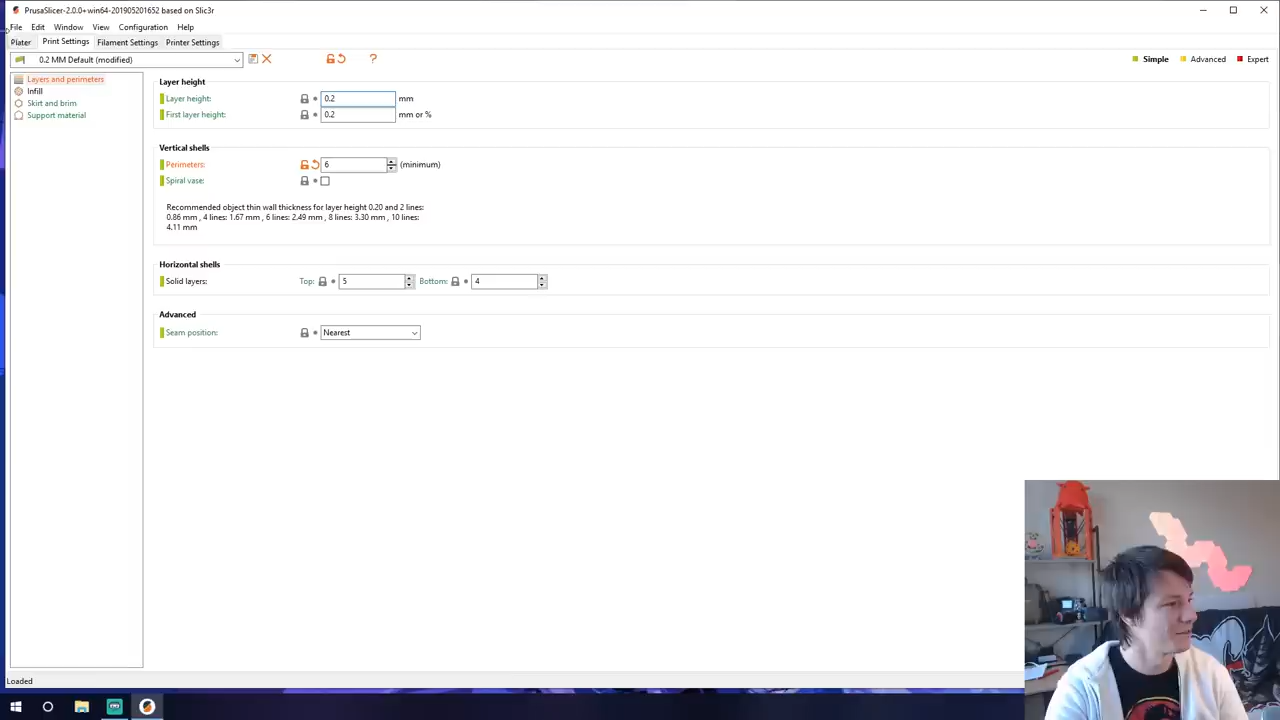 PrusaSlicer-2.0.0+win64-201905201652 based on Slic3r
File Edit Window View Configuration Help
Plater Print Settings Filament Settings Printer Settings
0.2 MM Default (modified) ? Simple Advanced Expert
Layers and perimeters
Infill
Skirt and brim
Support material
Layer height
Layer height: 0.2 mm
First layer height: 0.2 mm or %
Vertical shells
Perimeters: 6 (minimum)
Spiral vase:
Recommended object thin wall thickness for layer height 0.20 and 2 lines:
0.86 mm , 4 lines: 1.67 mm , 6 lines: 2.49 mm , 8 lines: 3.30 mm , 10 lines:
4.11 mm
Horizontal shells
Solid layers: Top: 5 Bottom: 4
Advanced
Seam position: Nearest
Loaded